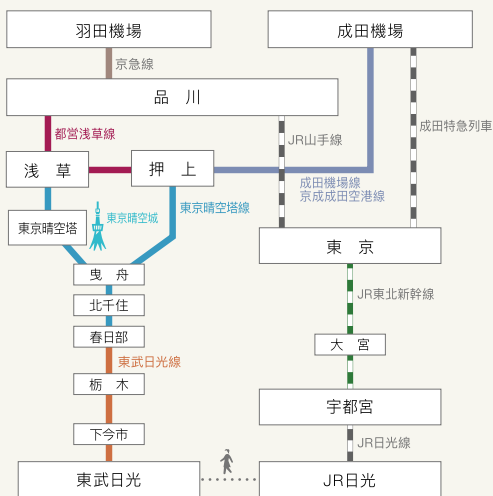 羽田機場
成田機場
京急線
品　川
都営浅草線
JR山手線
成田特急列車
浅　草
押　上
成田機場線
京成成田空港線
東京晴空塔線
東京晴空塔
東京晴空城
東　京
曳　舟
北千住
JR東北新幹線
春日部
大　宮
東武日光線
栃　木
宇都宮
下今市
JR日光線
東武日光
JR日光